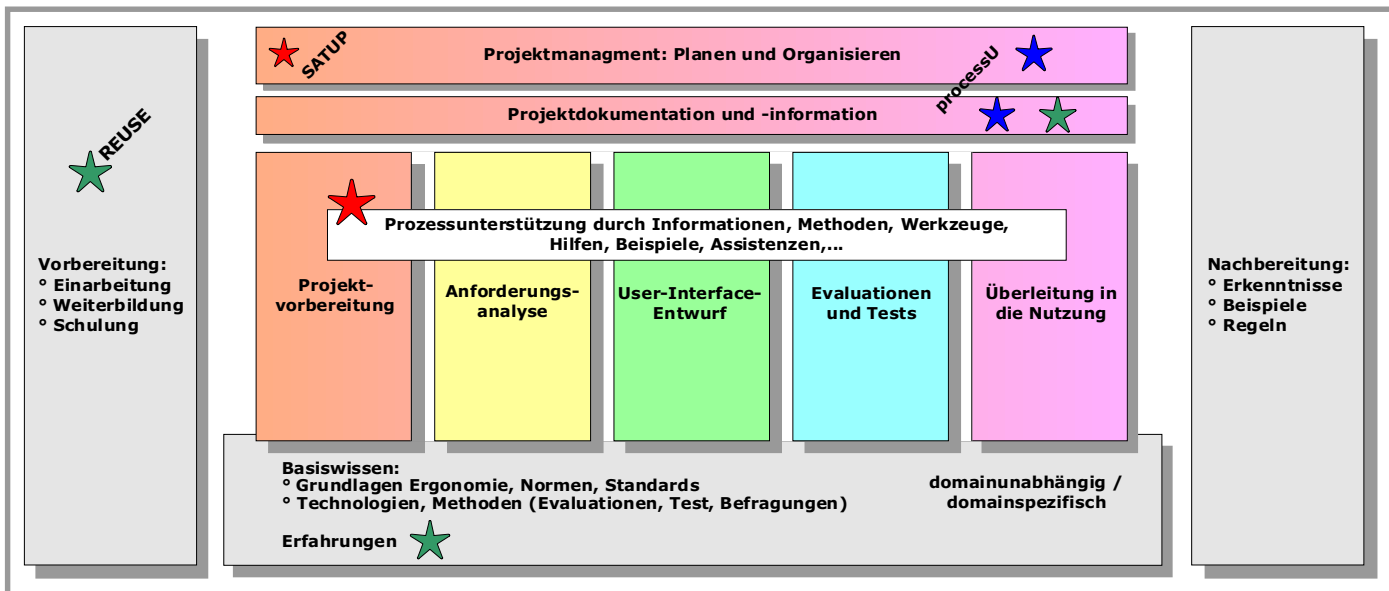 REUSE
Vorbereitung:
° Einarbeitung
° Weiterbildung
° Schulung
SATUP
Projektmanagment: Planen und Organisieren
processU
Projektdokumentation und -information
Prozessunterstützung durch Informationen, Methoden, Werkzeuge,
Hilfen, Beispiele, Assistenzen,...
Projekt-
vorbereitung
Anforderungs-
analyse
User-Interface-
Entwurf
Evaluationen
und Tests
Überleitung in
die Nutzung
Basiswissen:
° Grundlagen Ergonomie, Normen, Standards
° Technologien, Methoden (Evaluationen, Test, Befragungen)
Erfahrungen
domainunabhängig /
domainspezifisch
Nachbereitung:
° Erkenntnisse
° Beispiele
° Regeln